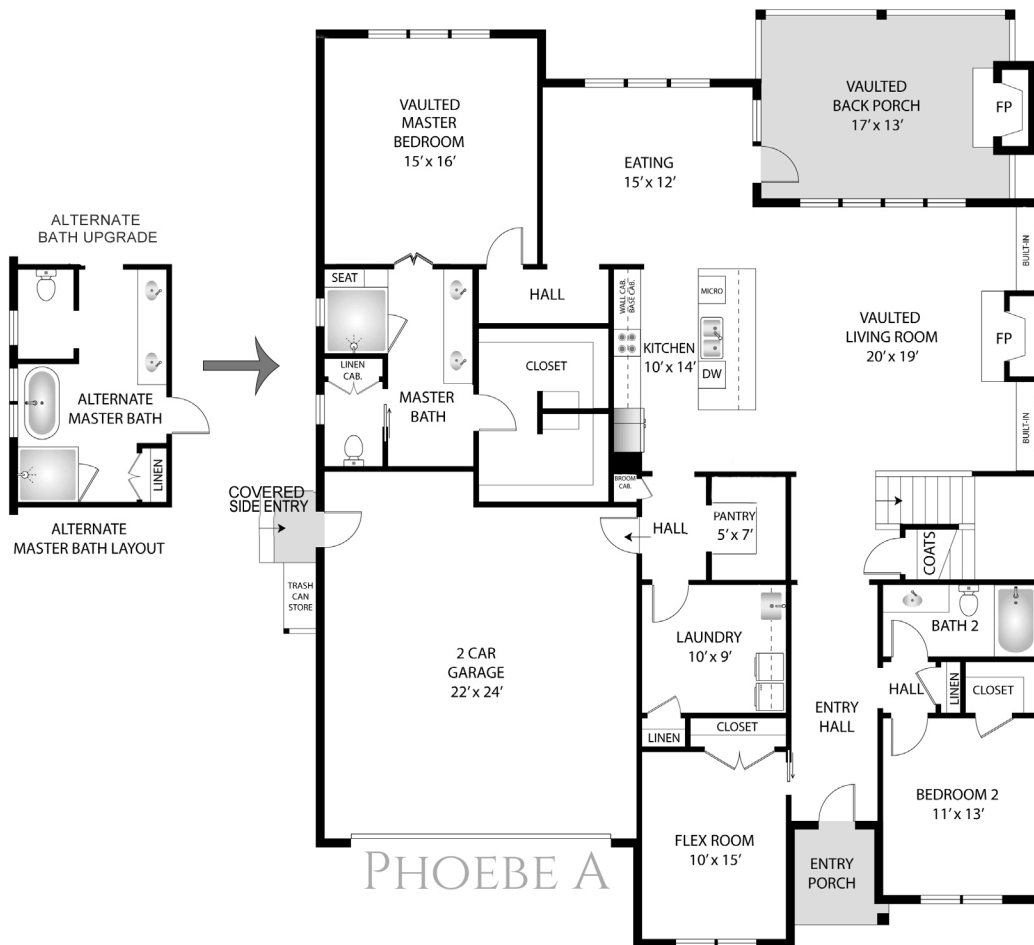 VAULTED
BACK PORCH
17’ x 13’
FP
VAULTED
MASTER
BEDROOM
15’ x 16’
EATING
15’ x 12’
ALTERNATE
BATH UPGRADE
BUILT-IN
SEAT
HALL
WALL CAB.
BASE CAB.
MICRO
VAULTED
LIVING ROOM
20’ x 19’
FP
KITCHEN
10’ x 14’
DW
LINEN
CAB.
CLOSET
MASTER
BATH
ALTERNATE
MASTER BATH
BUILT-IN
LINEN
BROOM
CAB.
COVERED
SIDE ENTRY
HALL
PANTRY
5’ x 7’
COATS
ALTERNATE
MASTER BATH LAYOUT
TRASH
CAN
STORE
BATH 2
LAUNDRY
10’ x 9’
2 CAR
GARAGE
22’ x 24’
HALL
LINEN
CLOSET
ENTRY
HALL
LINEN
CLOSET
BEDROOM 2
11’ x 13’
FLEX ROOM
10’ x 15’
ENTRY
PORCH
PHOEBE A